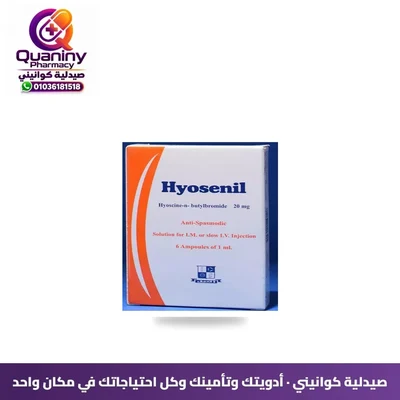 Quaniny
Pharmacy
صيدلية كوانيني
01036181518
Hyosenil
Hyoscine-n- butylbromide 20 mg
Anti-Spasmodic
Solution for I.M. or slow I.V. Injection
6 Ampoules of 1 mL
صيدلية كوانيني · أدويتك وتأمينك وكل احتياجاتك في مكان واحد